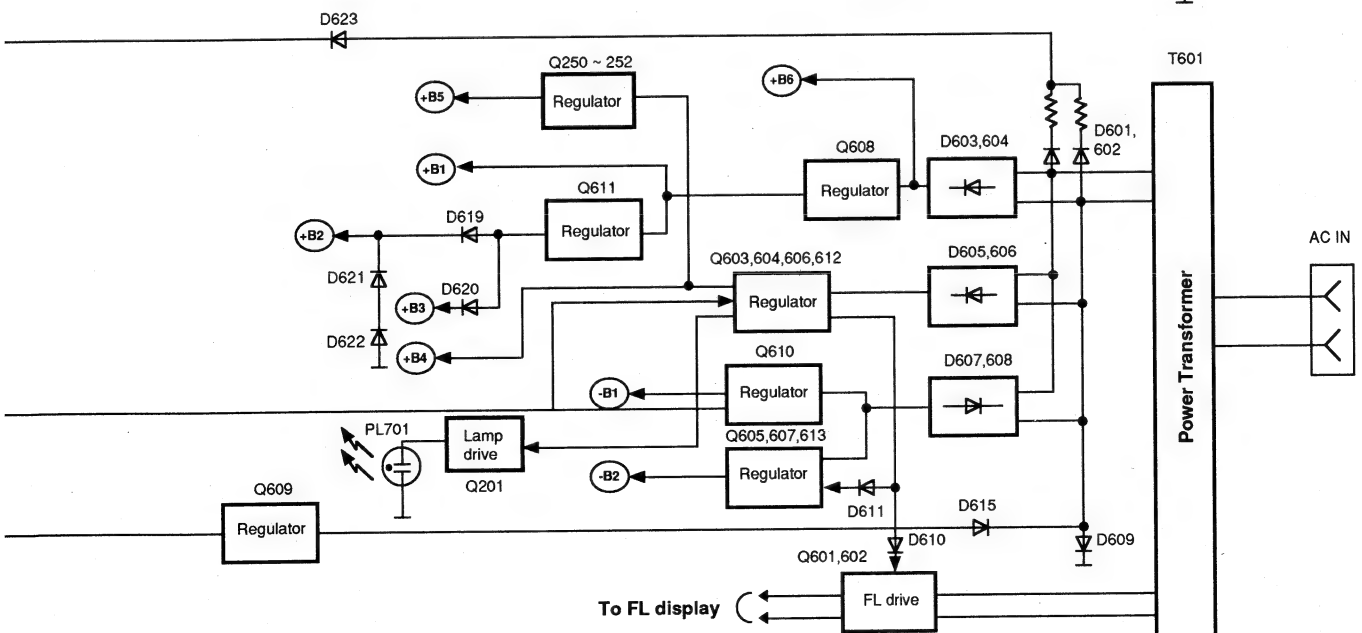 D623
T601
Q250 ~ 252
Regulator
+B5
+B6
D601,
602
+B1
Q608
Regulator
D603,604
Q611
Regulator
D619
+B2
AC IN
D621
D620
+B3
Q603,604,606,612
Regulator
D605,606
D622
+B4
Power Transformer
Q610
Regulator
-B1
D607,608
PL701
Lamp
drive
Q201
Q605,607,613
Regulator
-B2
D611
Q609
Regulator
D615
D610
D609
Q601,602
FL drive
To FL display